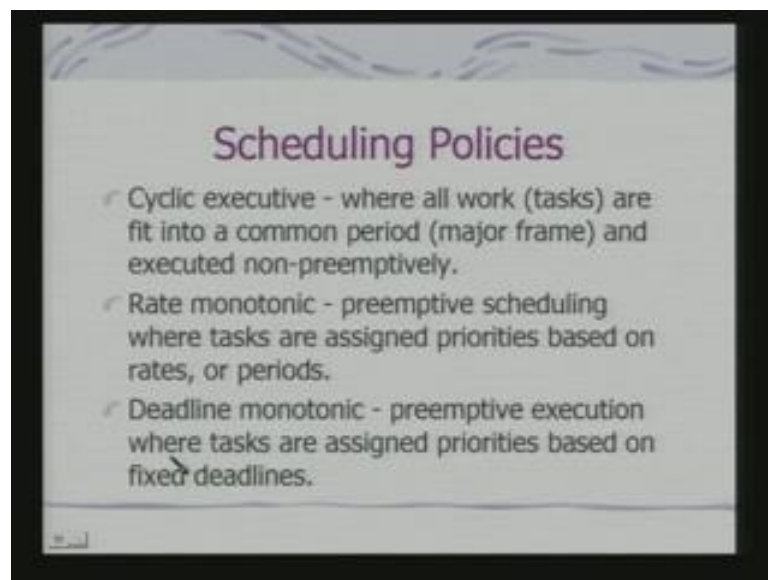 Scheduling Policies
Cyclic executive - where all work (tasks) are
fit into a common period (major frame) and
executed non-preemptively.
Rate monotonic - preemptive scheduling
where tasks are assigned priorities based on
rates, or periods.
Deadline monotonic - preemptive execution
where tasks are assigned priorities based on
fixed deadlines.